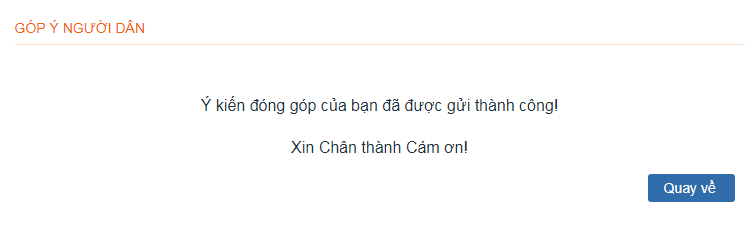 GÓP Ý NGƯỜI DÂN
Ý kiến đóng góp của bạn đã được gửi thành công!
Xin Chân thành Cám ơn!
Quay về